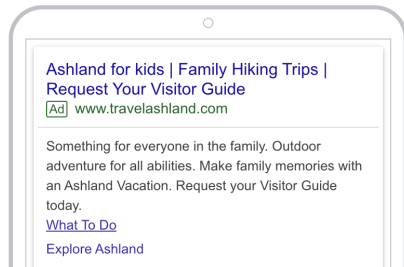 Ashland for kids | Family Hiking Trips |
Request Your Visitor Guide
Ad www.travelashland.com
Something for everyone in the family. Outdoor
adventure for all abilities. Make family memories with
an Ashland Vacation. Request your Visitor Guide
today.
What To Do
Explore Ashland